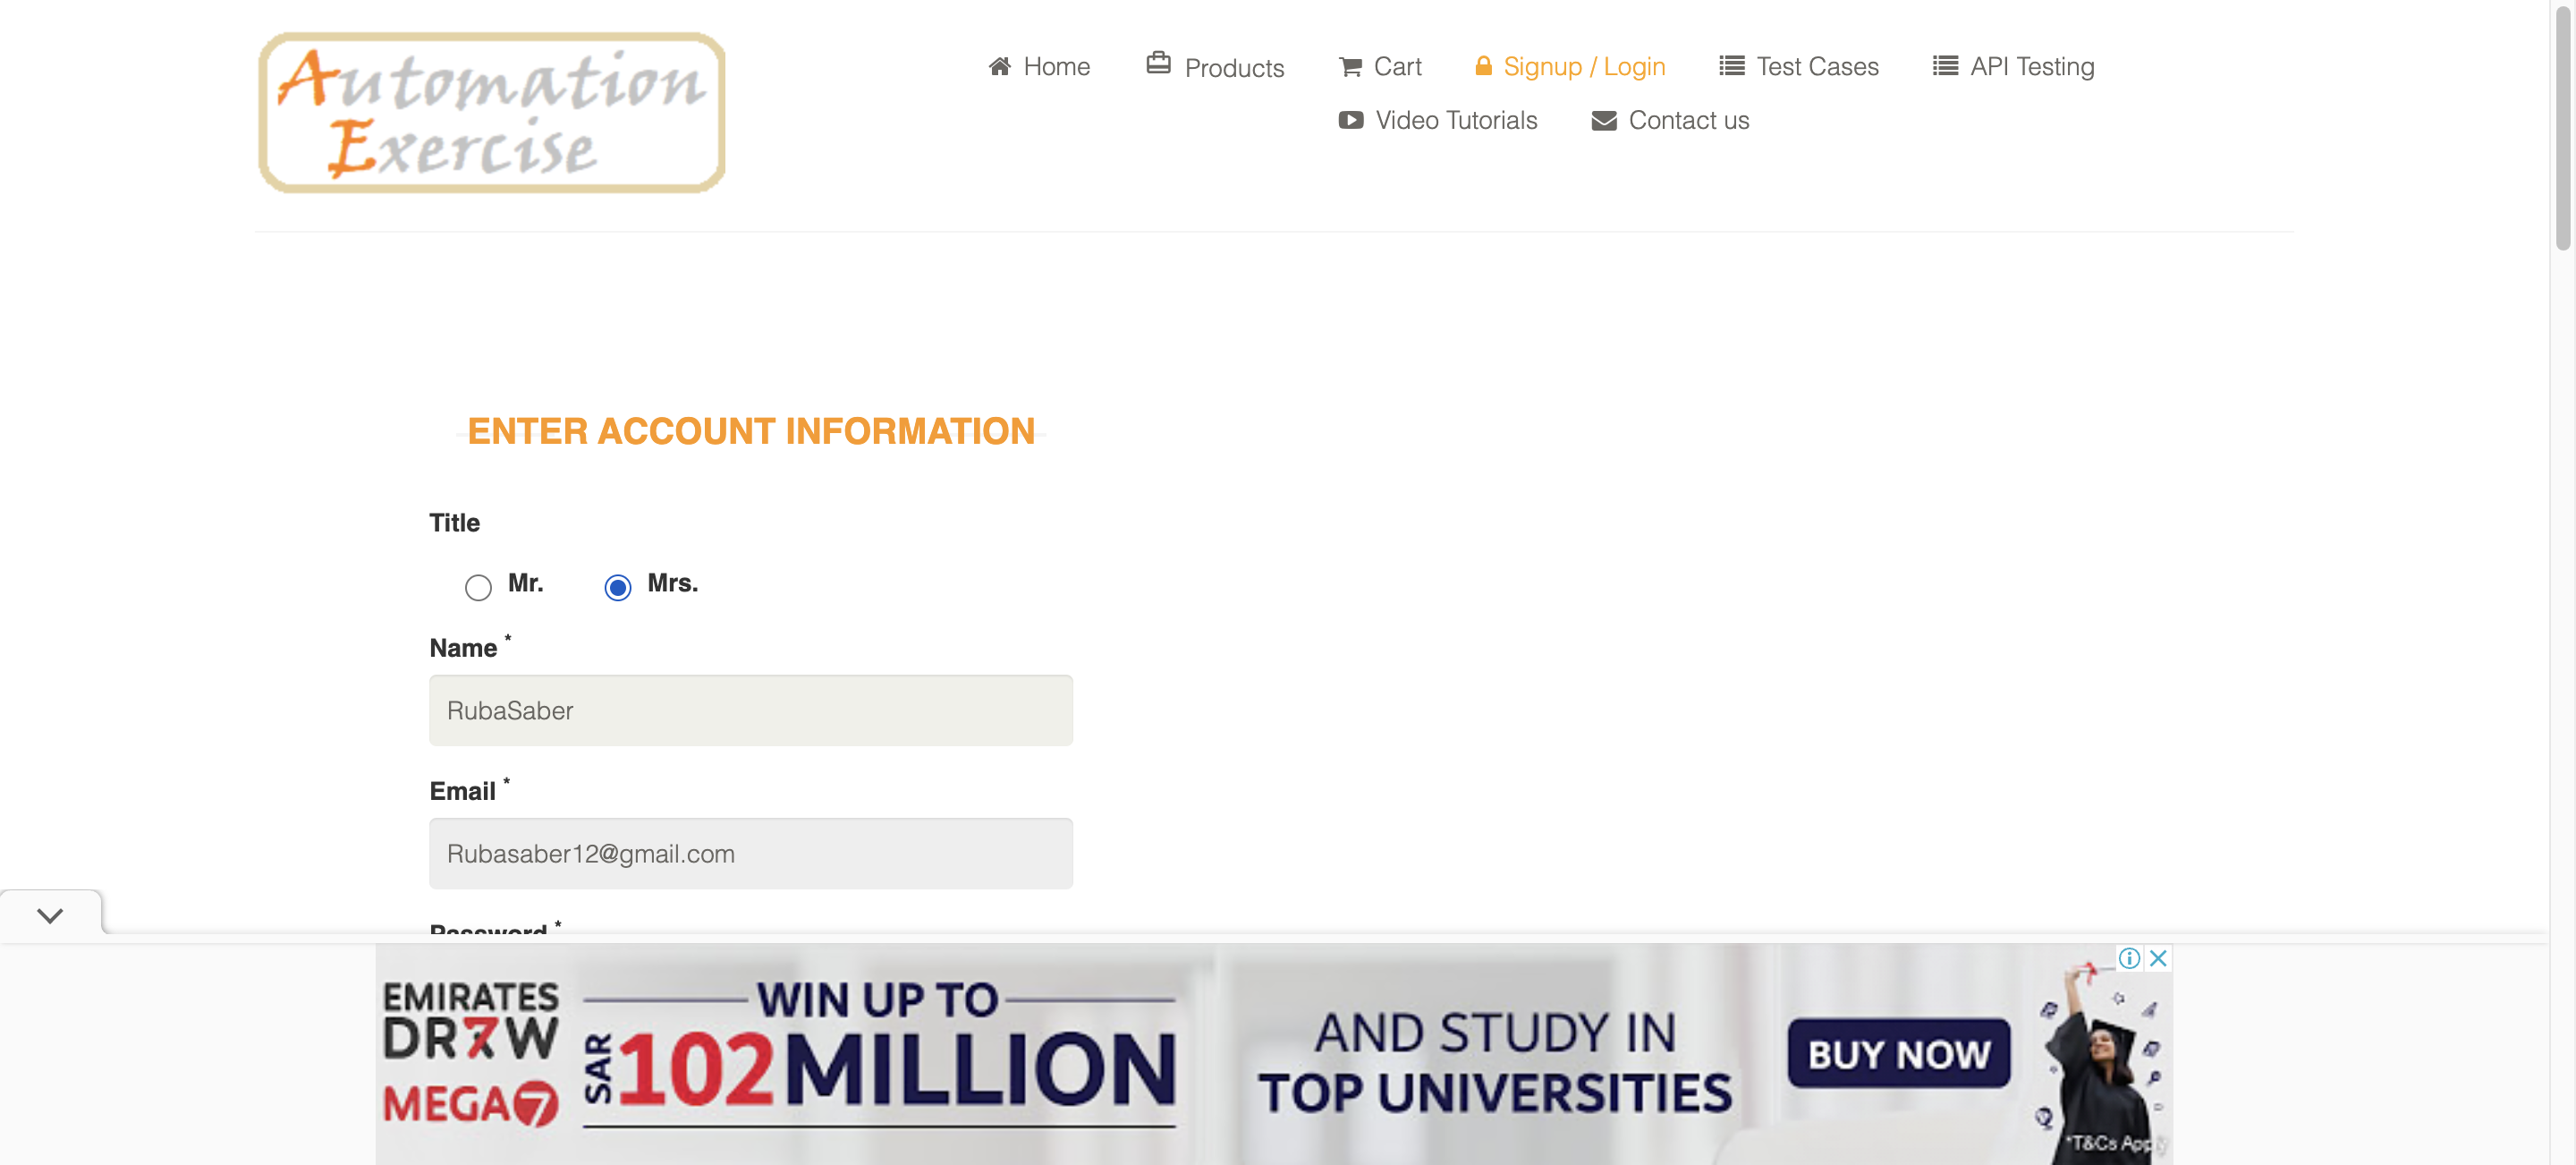 Automation
Exercise
Home
Products
Cart
Signup / Login
Test Cases
API Testing
Video Tutorials
Contact us
ENTER ACCOUNT INFORMATION
Title
Mr.
Mrs.
Name *
RubaSaber
Email *
Rubasaber12@gmail.com
Password *
EMIRATES
DR7W
MEGA7
WIN UP TO
SAR 102 MILLION
AND STUDY IN
TOP UNIVERSITIES
BUY NOW
*T&Cs Apply